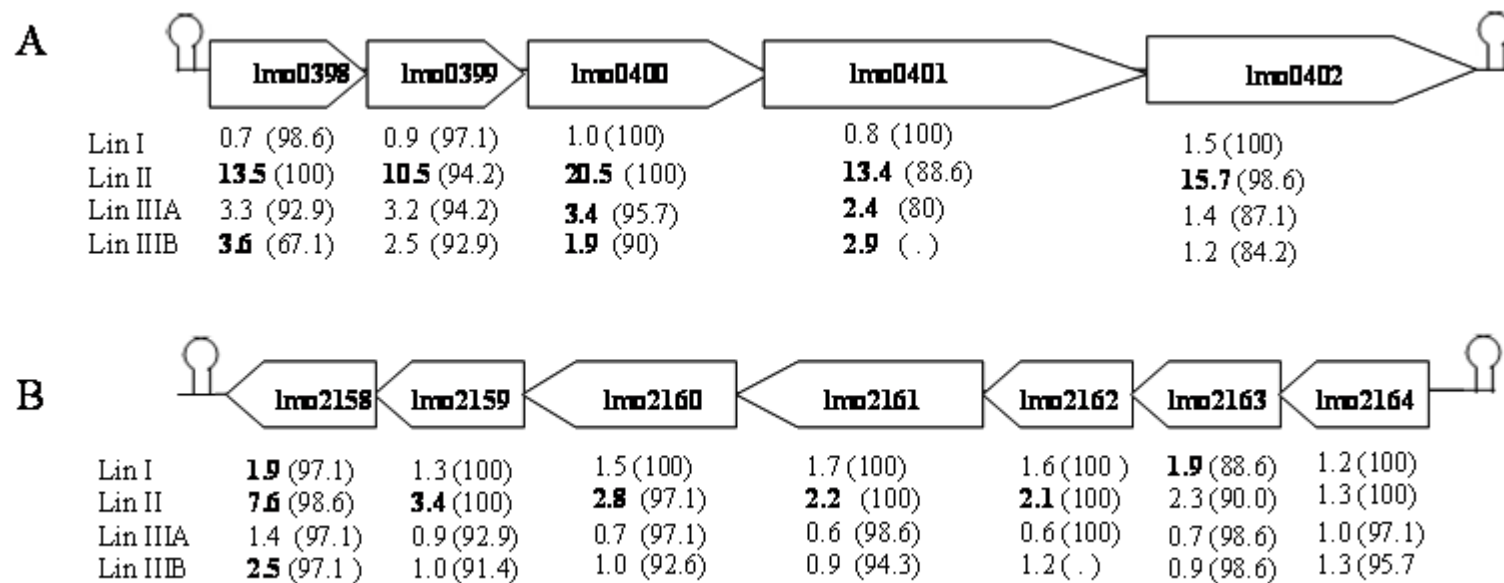 A
lmo0398 lmo0399 lmo0400 lmo0401 lmo0402
Lin I 0.7 (98.6) 0.9 (97.1) 1.0 (100) 0.8 (100) 1.5 (100)
Lin II 13.5 (100) 10.5 (94.2) 20.5 (100) 13.4 (88.6) 15.7 (98.6)
Lin IIIA 3.3 (92.9) 3.2 (94.2) 3.4 (95.7) 2.4 (80) 1.4 (87.1)
Lin IIIB 3.6 (67.1) 2.5 (92.9) 1.9 (90) 2.9 (.) 1.2 (84.2)
B
lmo2158 lmo2159 lmo2160 lmo2161 lmo2162 lmo2163 lmo2164
Lin I 1.9 (97.1) 1.3 (100) 1.5 (100) 1.7 (100) 1.6 (100 ) 1.9 (88.6) 1.2 (100)
Lin II 7.6 (98.6) 3.4 (100) 2.8 (97.1) 2.2 (100) 2.1 (100) 2.3 (90.0) 1.3 (100)
Lin IIIA 1.4 (97.1) 0.9 (92.9) 0.7 (97.1) 0.6 (98.6) 0.6 (100) 0.7 (98.6) 1.0 (97.1)
Lin IIIB 2.5 (97.1 ) 1.0 (91.4) 1.0 (92.6) 0.9 (94.3) 1.2 ( . ) 0.9 (98.6) 1.3 (95.7